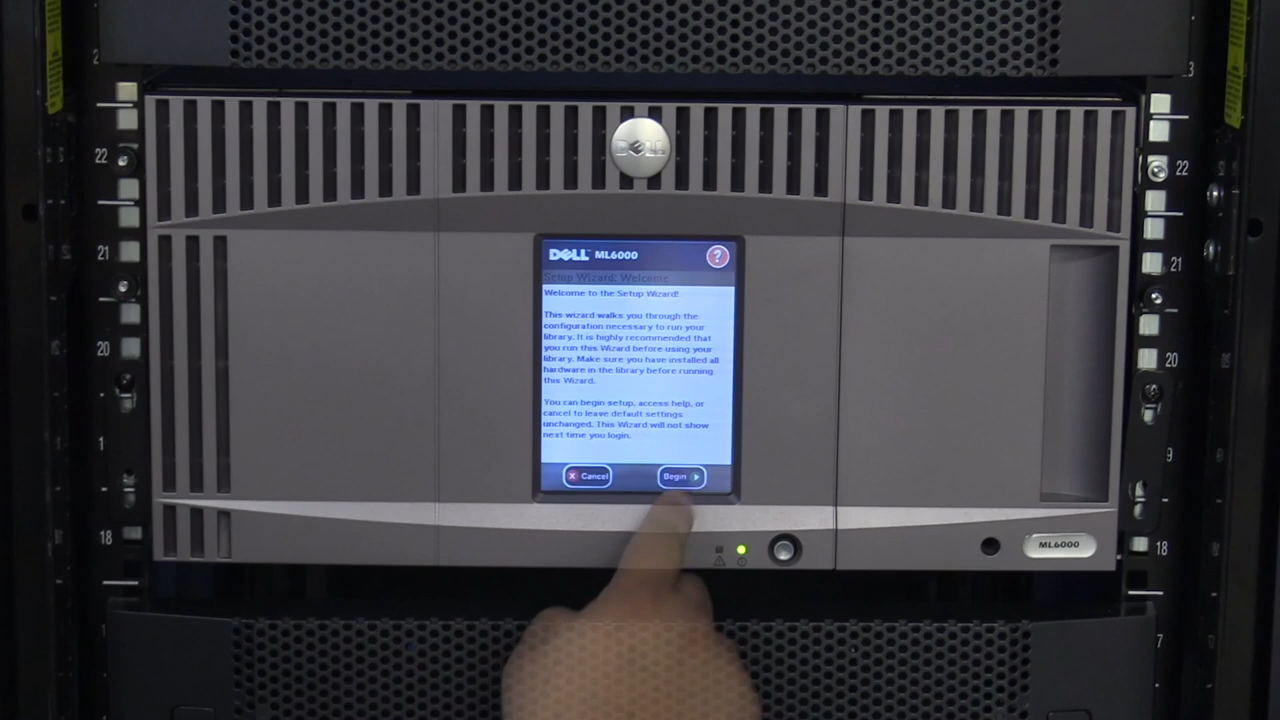 22
DELL
22
DELL ML6000
?
Setup Wizard: Welcome
Welcome to the Setup Wizard!
This wizard walks you through the
configuration necessary to run your
library. It is highly recommended that
you run this Wizard before using your
library. Make sure you have installed all
hardware in the library before running
this Wizard.
You can begin setup, access help, or
cancel to leave default settings
unchanged. This Wizard will not show
next time you login.
Cancel
Begin
21
21
20
20
1
9
18
18
ML6000
7